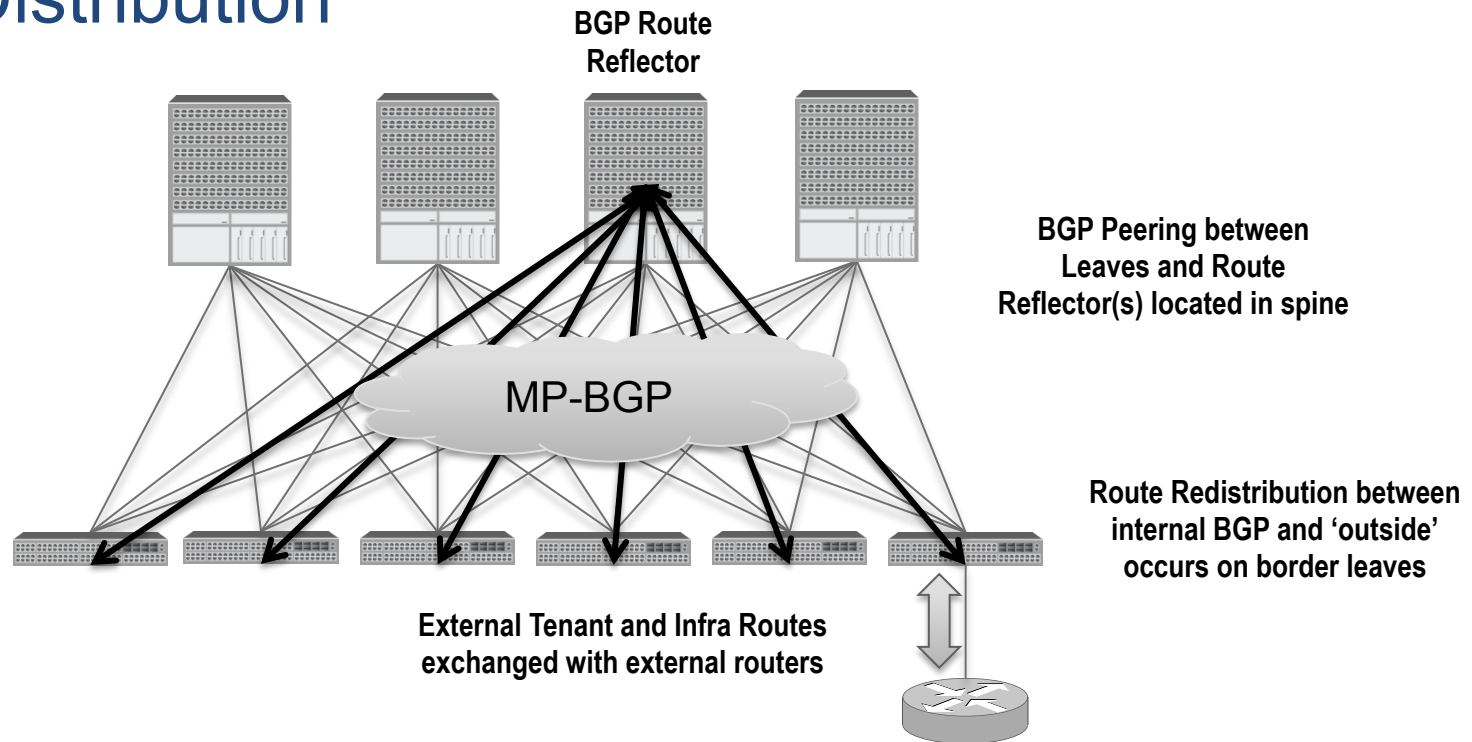 Distribution
BGP Route
Reflector
BGP Peering between
Leaves and Route
Reflector(s) located in spine
MP-BGP
Route Redistribution between
internal BGP and ‘outside’
occurs on border leaves
External Tenant and Infra Routes
exchanged with external routers